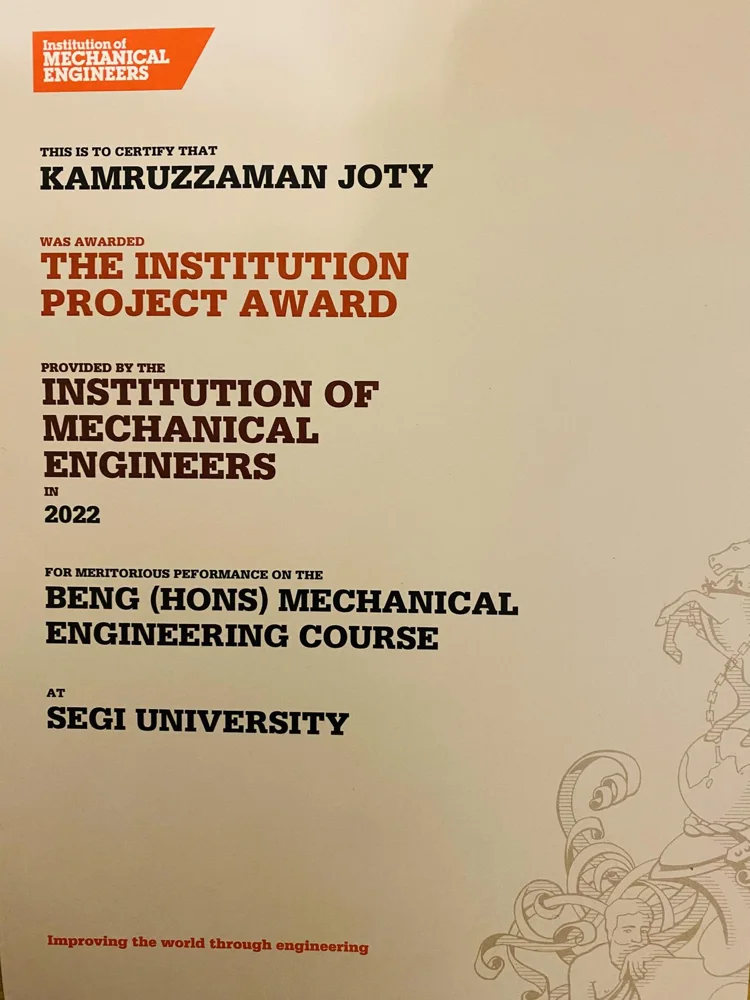 Institution of
MECHANICAL
ENGINEERS
THIS IS TO CERTIFY THAT
KAMRUZZAMAN JOTY
WAS AWARDED
THE INSTITUTION
PROJECT AWARD
PROVIDED BY THE
INSTITUTION OF
MECHANICAL
ENGINEERS
IN
2022
FOR MERITORIOUS PEFORMANCE ON THE
BENG (HONS) MECHANICAL
ENGINEERING COURSE
AT
SEGI UNIVERSITY
Improving the world through engineering